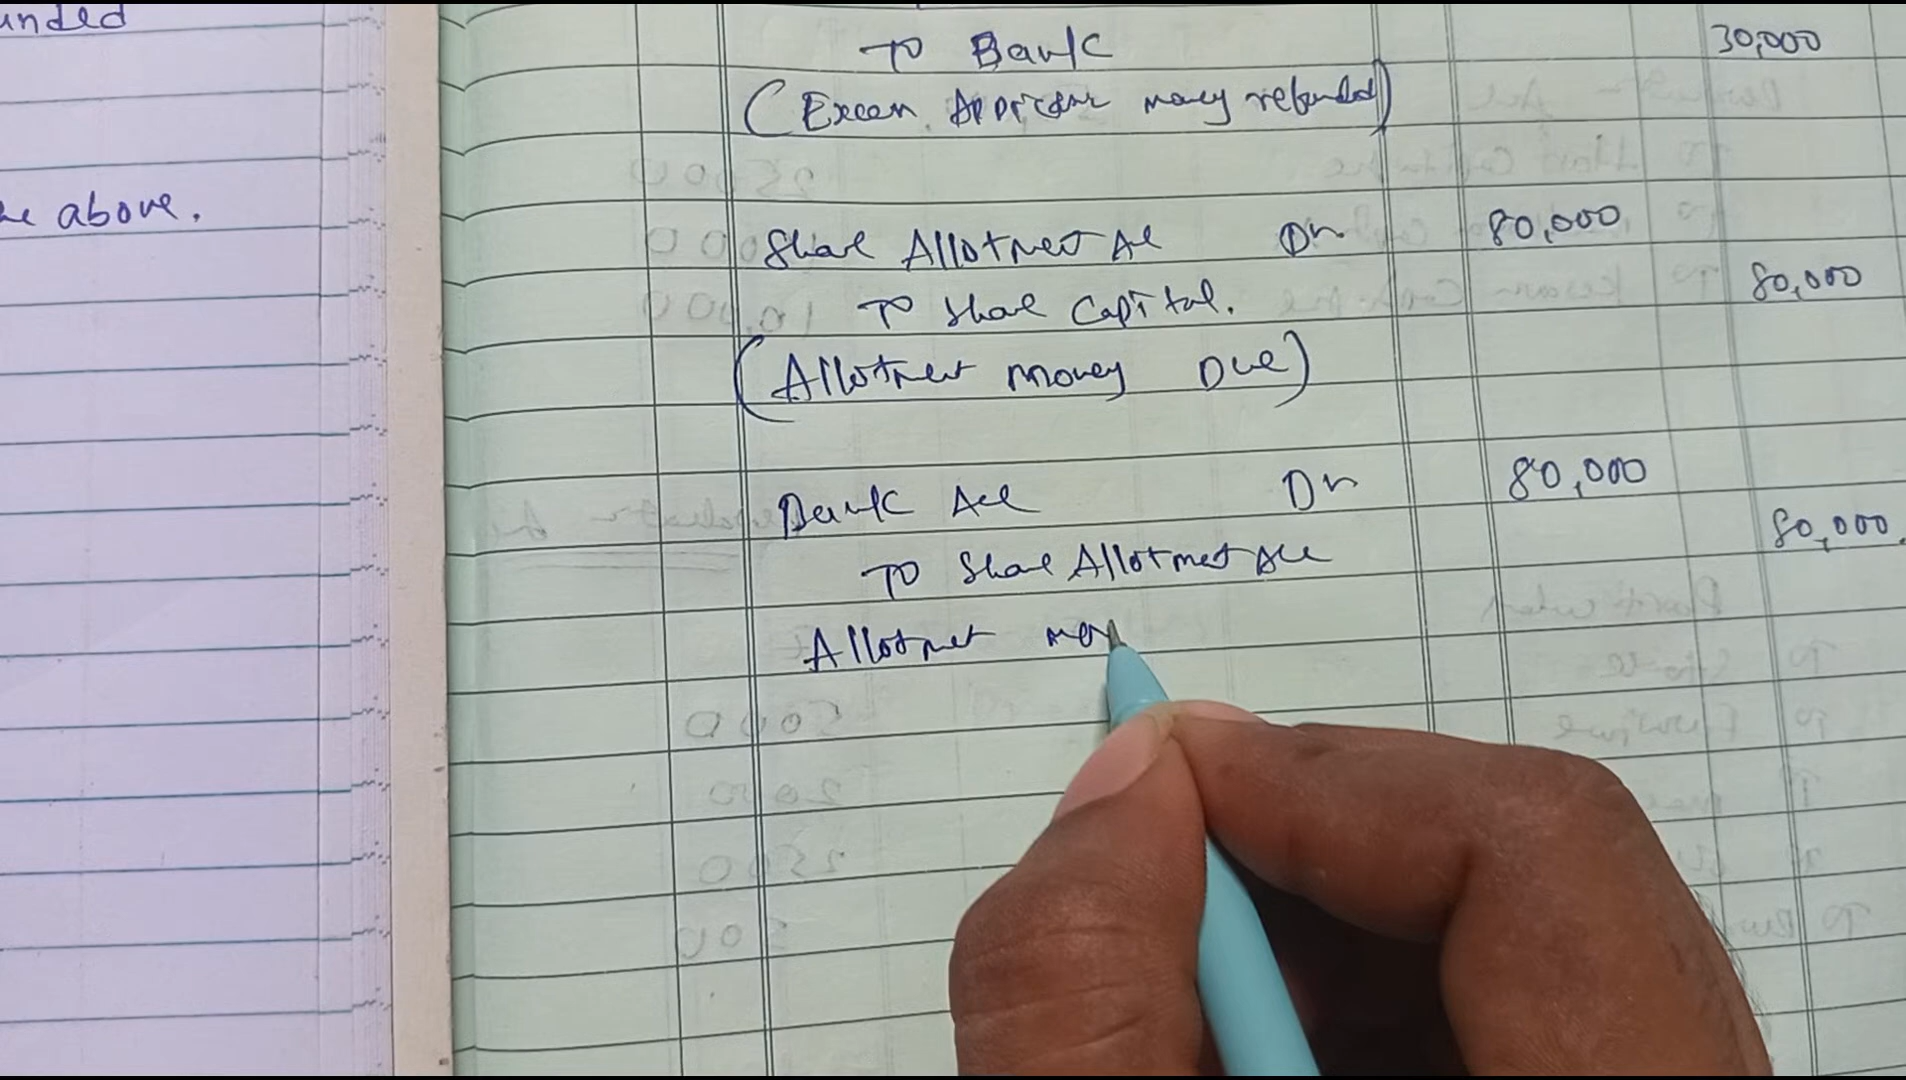 unded
above.
To Bank 30,000
(Excess Application money refunded)
Share Allotment A/c Dr 80,000
To Share Capital. 80,000
(Allotment money Due)
Bank A/c Dr 80,000
To Share Allotment A/c 80,000.
Allotment mon